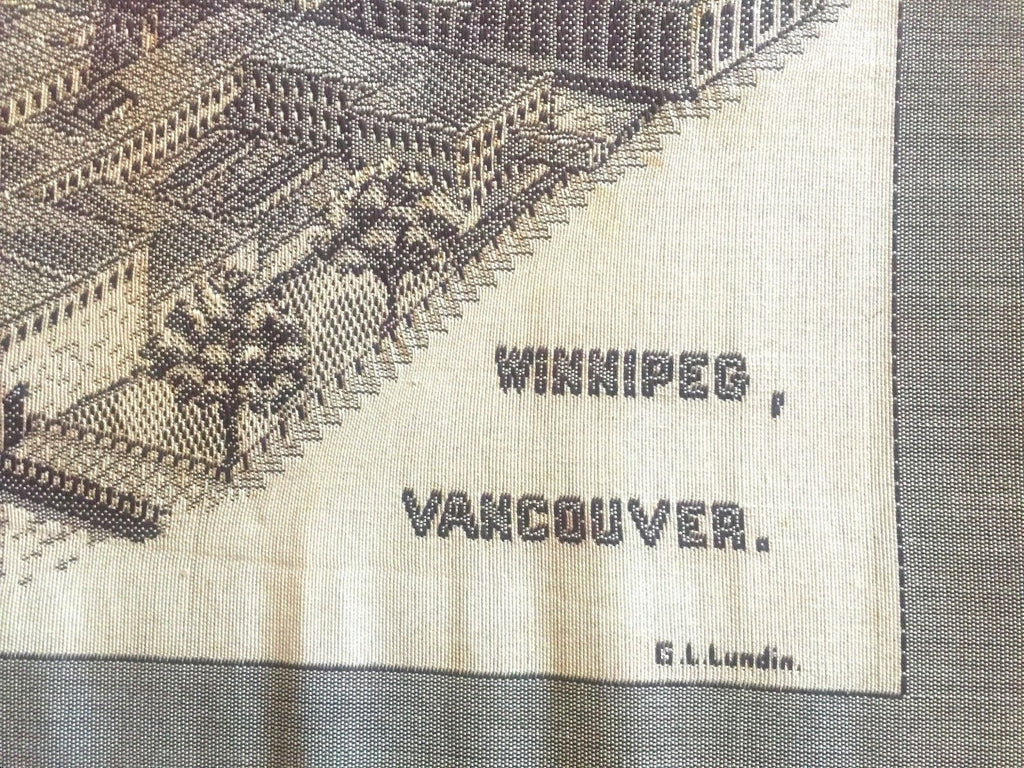 WINNIPEG,
VANCOUVER.
G.L.Lundin.